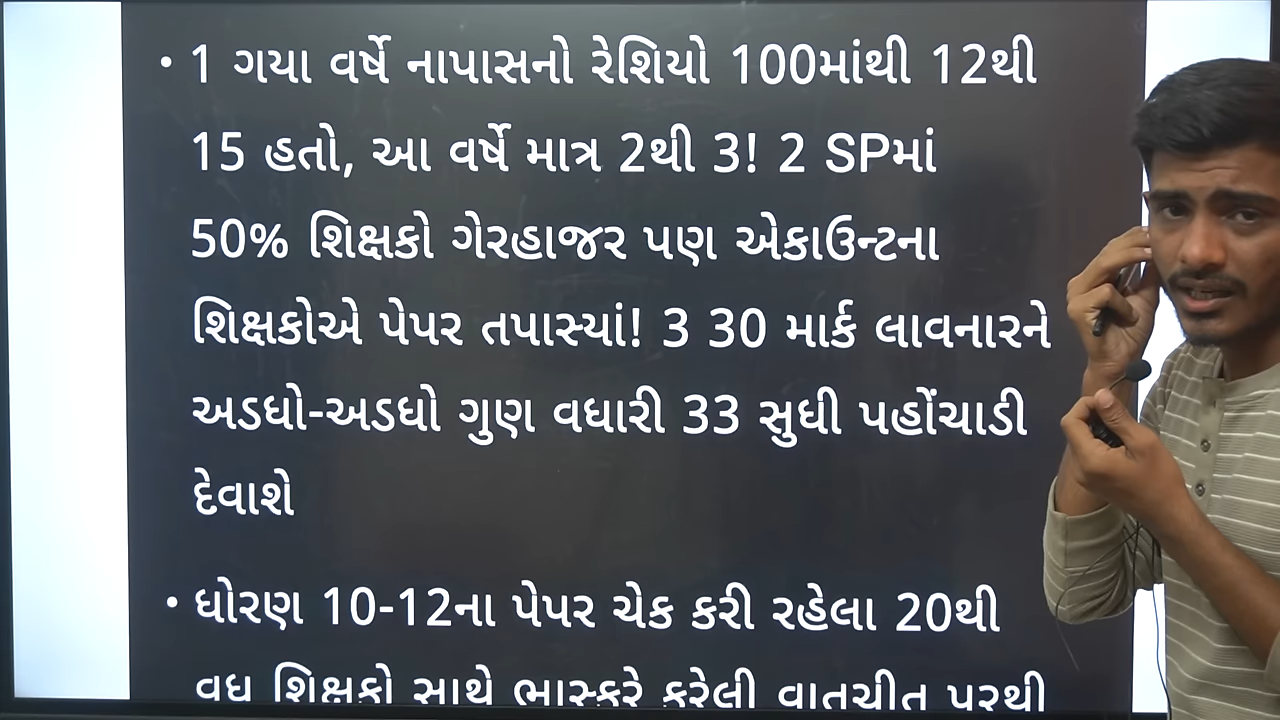 • 1 ગયા વર્ષે નાપાસનો રેશિયો 100માંથી 12થી
15 હતો, આ વર્ષે માત્ર 2થી 3! 2 SPમાં
50% શિક્ષકો ગેરહાજર પણ એકાઉન્ટના
શિક્ષકોએ પેપર તપાસ્યાં! 3 30 માર્ક લાવનારને
અડધો-અડધો ગુણ વધારી 33 સુધી પહોંચાડી
દેવાશે
• ધોરણ 10-12ના પેપર ચેક કરી રહેલા 20થી
વધુ શિક્ષકો સાથે ભાસ્કરે કરેલી વાતચીત પરથી